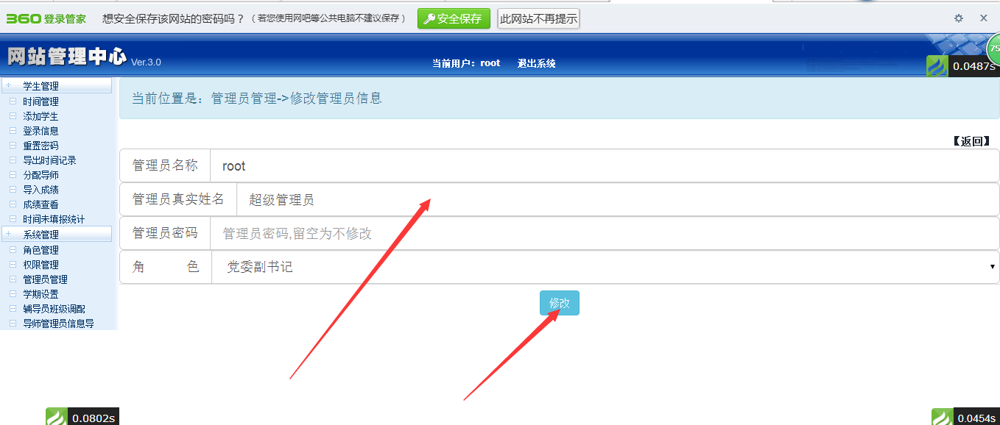 360 登录管家 想安全保存该网站的密码吗？（若您使用网吧等公共电脑不建议保存） 安全保存 此网站不再提示
网站管理中心 Ver.3.0 当前用户：root 退出系统
75
0.0487s
学生管理
时间管理
添加学生
登录信息
重置密码
导出时间记录
分配导师
导入成绩
成绩查看
时间未填报统计
系统管理
角色管理
权限管理
管理员管理
学期设置
辅导员班级调配
导师管理员信息导
当前位置是：管理员管理->修改管理员信息
【返回】
管理员名称 root
管理员真实姓名 超级管理员
管理员密码 管理员密码,留空为不修改
角 色 党委副书记
修改
0.0802s
0.0454s